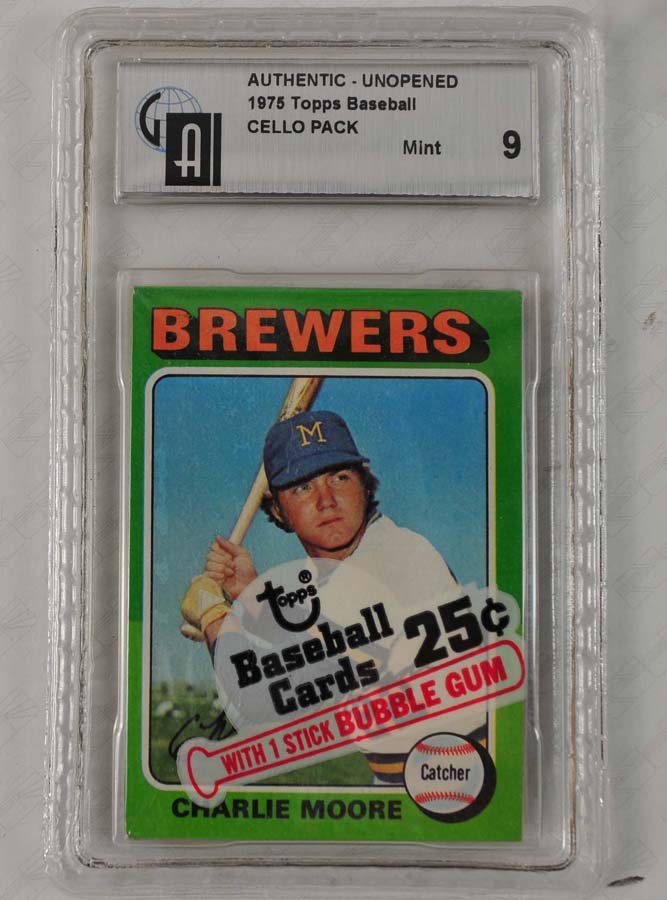 AUTHENTIC - UNOPENED
1975 Topps Baseball
CELLO PACK
Mint 9
GAI
BREWERS
M
topps®
Baseball
Cards 25¢
WITH 1 STICK BUBBLE GUM
Catcher
CHARLIE MOORE